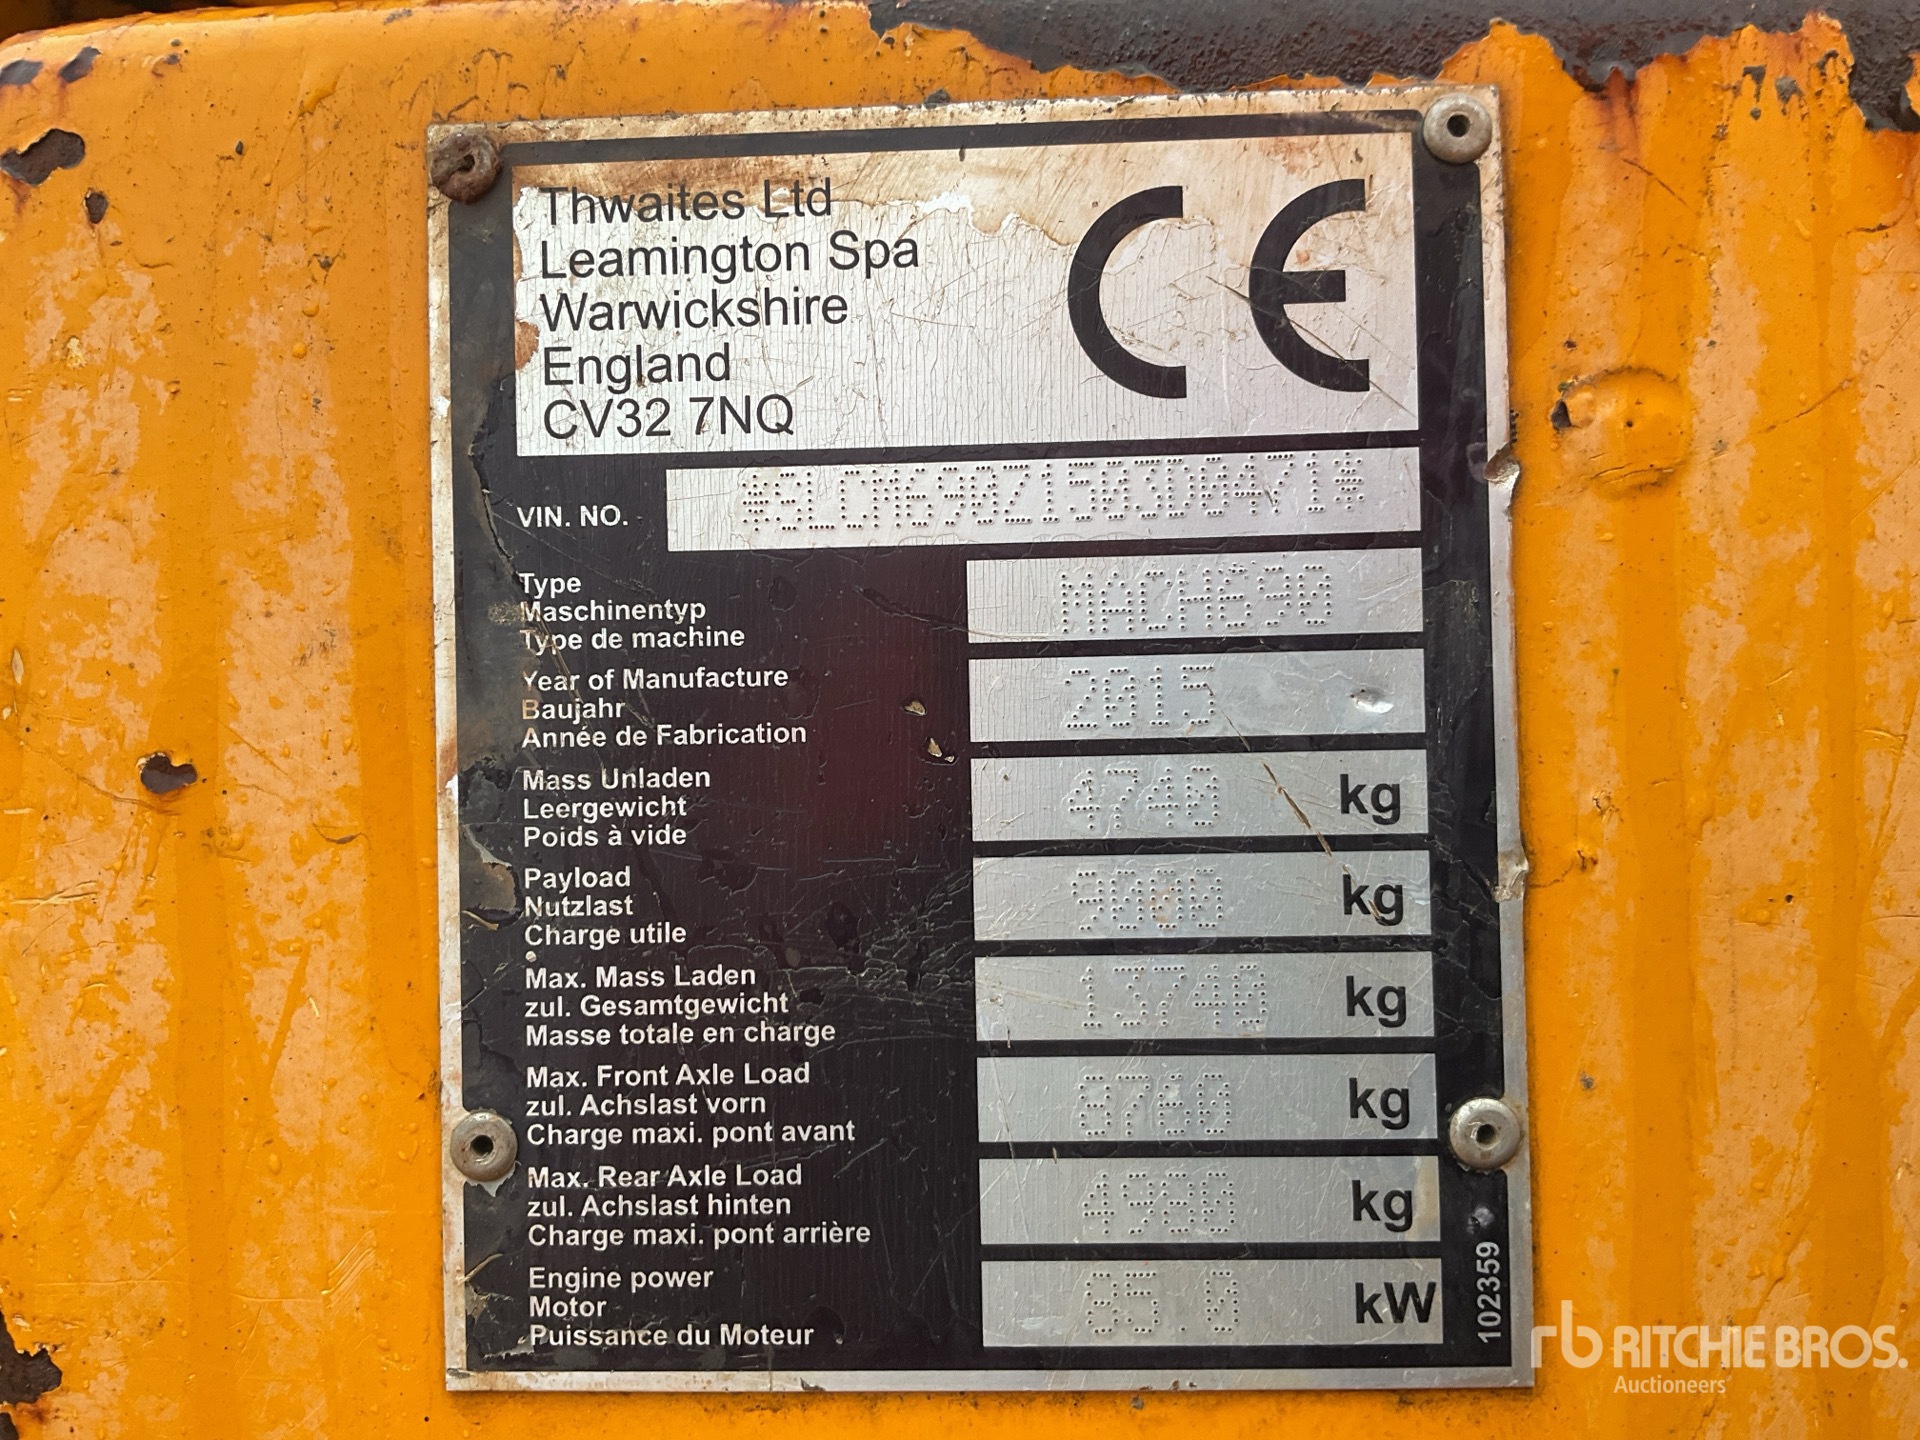 Thwaites Ltd
Leamington Spa
Warwickshire
England
CV32 7NQ
CE
VIN. NO. *SLCM690Z1503D0471*
Type MACH690
Maschinentyp
Type de machine
Year of Manufacture 2015
Baujahr
Année de Fabrication
Mass Unladen 4740 kg
Leergewicht
Poids à vide
Payload 9000 kg
Nutzlast
Charge utile
Max. Mass Laden 13740 kg
zul. Gesamtgewicht
Masse totale en charge
Max. Front Axle Load 8760 kg
zul. Achslast vorn
Charge maxi. pont avant
Max. Rear Axle Load 4980 kg
zul. Achslast hinten
Charge maxi. pont arrière
Engine power 85.0 kW
Motor
Puissance du Moteur
102359
rb RITCHIE BROS.
Auctioneers